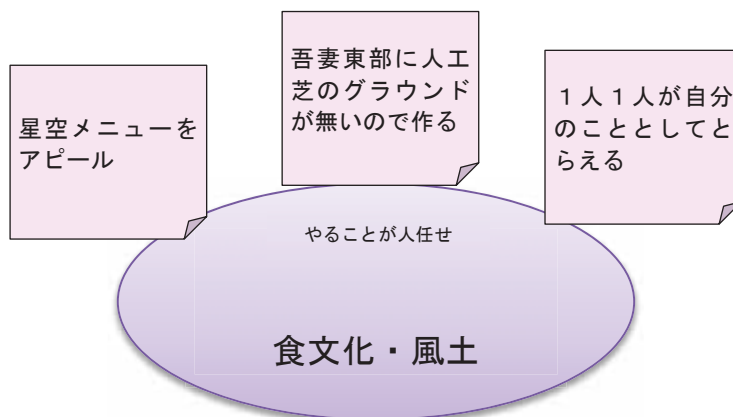 星空メニューを
アピール
吾妻東部に人工
芝のグラウンド
が無いので作る
１人１人が自分
のこととしてと
らえる
やることが人任せ
食文化・風土